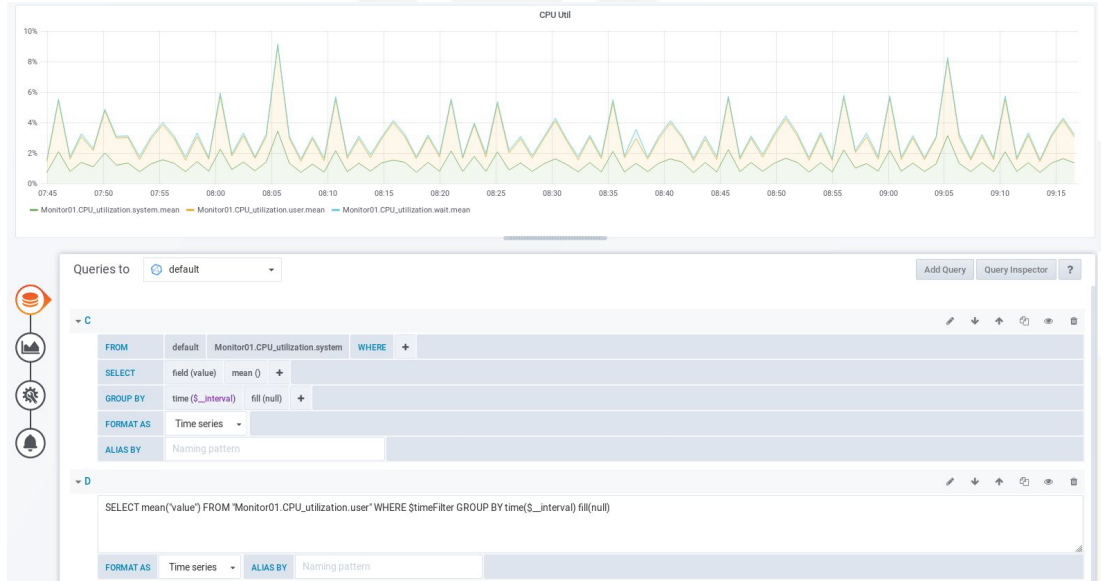 CPU Util
10%
8%
6%
4%
2%
0%
07:45 07:50 07:55 08:00 08:05 08:10 08:15 08:20 08:25 08:30 08:35 08:40 08:45 08:50 08:55 09:00 09:05 09:10 09:15
Monitor01.CPU_utilization.system.mean Monitor01.CPU_utilization.user.mean Monitor01.CPU_utilization.wait.mean
Queries to default Add Query Query Inspector ?
C
FROM default Monitor01.CPU_utilization.system WHERE +
SELECT field (value) mean () +
GROUP BY time ($__interval) fill (null) +
FORMAT AS Time series
ALIAS BY Naming pattern
D
SELECT mean("value") FROM "Monitor01.CPU_utilization.user" WHERE $timeFilter GROUP BY time($__interval) fill(null)
FORMAT AS Time series ALIAS BY Naming pattern